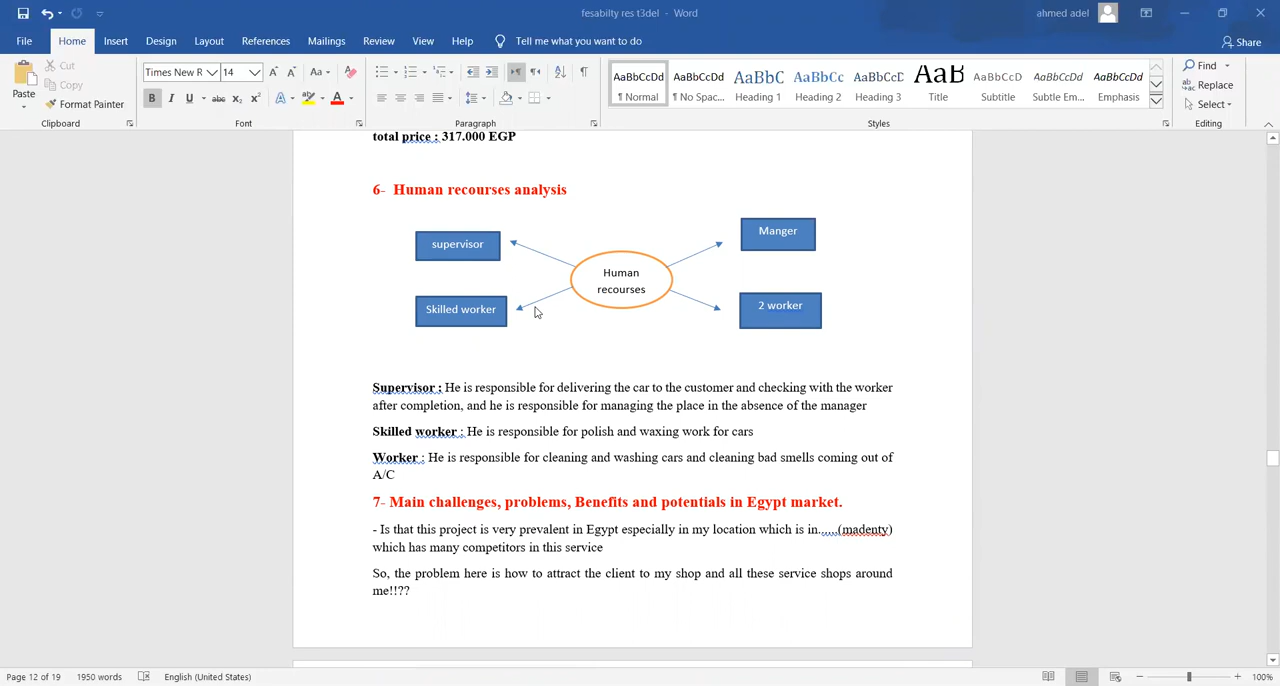 fesabilty res t3del - Word
ahmed adel
File Home Insert Design Layout References Mailings Review View Help Tell me what you want to do
Share
Paste
Cut
Copy
Format Painter
Times New R 14
Aa
AaBbCcDd AaBbCcDd AaBbC AaBbCc AaBbCcD AaB AaBbCcD AaBbCcDd AaBbCcDd
¶ Normal ¶ No Spac... Heading 1 Heading 2 Heading 3 Title Subtitle Subtle Em... Emphasis
Find
Replace
Select
Clipboard Font Paragraph Styles Editing
total price : 317.000 EGP
6- Human recourses analysis
supervisor
Manger
Human
recourses
Skilled worker
2 worker
Supervisor : He is responsible for delivering the car to the customer and checking with the worker
after completion, and he is responsible for managing the place in the absence of the manager
Skilled worker : He is responsible for polish and waxing work for cars
Worker : He is responsible for cleaning and washing cars and cleaning bad smells coming out of
A/C
7- Main challenges, problems, Benefits and potentials in Egypt market.
- Is that this project is very prevalent in Egypt especially in my location which is in.....(madenty)
which has many competitors in this service
So, the problem here is how to attract the client to my shop and all these service shops around
me!!??
Page 12 of 19 1950 words English (United States) 100%